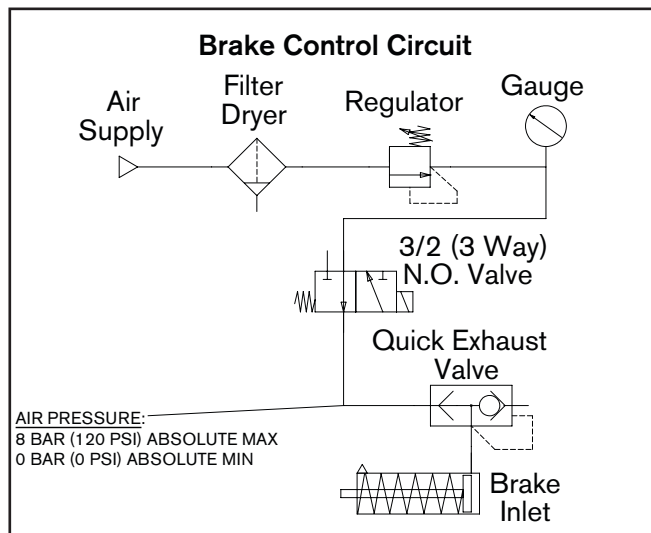 Brake Control Circuit
Air
Supply
Filter
Dryer
Regulator
Gauge
3/2 (3 Way)
N.O. Valve
Quick Exhaust
Valve
AIR PRESSURE:
8 BAR (120 PSI) ABSOLUTE MAX
0 BAR (0 PSI) ABSOLUTE MIN
Brake
Inlet